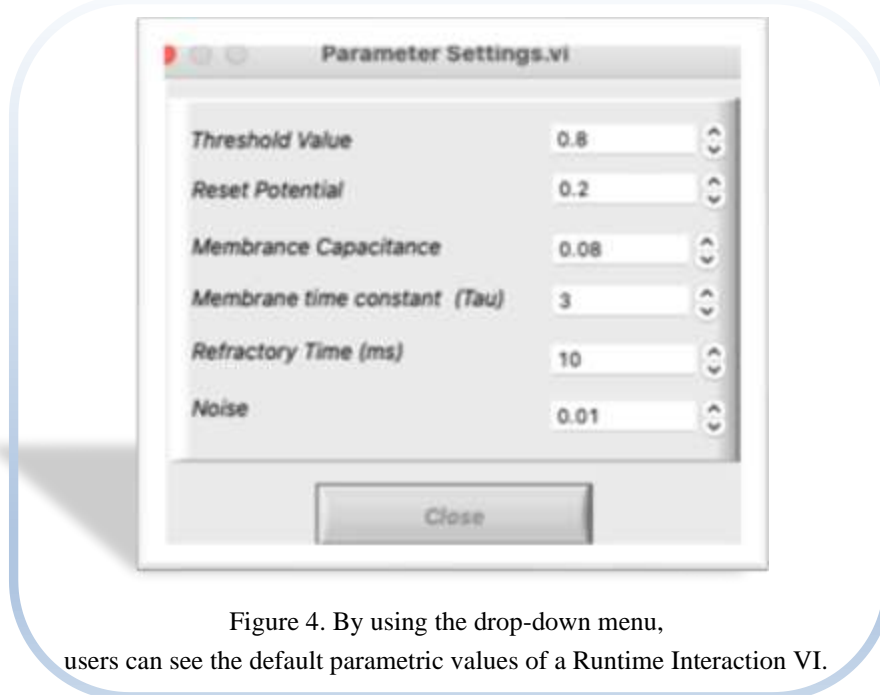 Parameter Settings.vi
Threshold Value 0.8
Reset Potential 0.2
Membrance Capacitance 0.08
Membrane time constant (Tau) 3
Refractory Time (ms) 10
Noise 0.01
Close
Figure 4. By using the drop-down menu,
users can see the default parametric values of a Runtime Interaction VI.